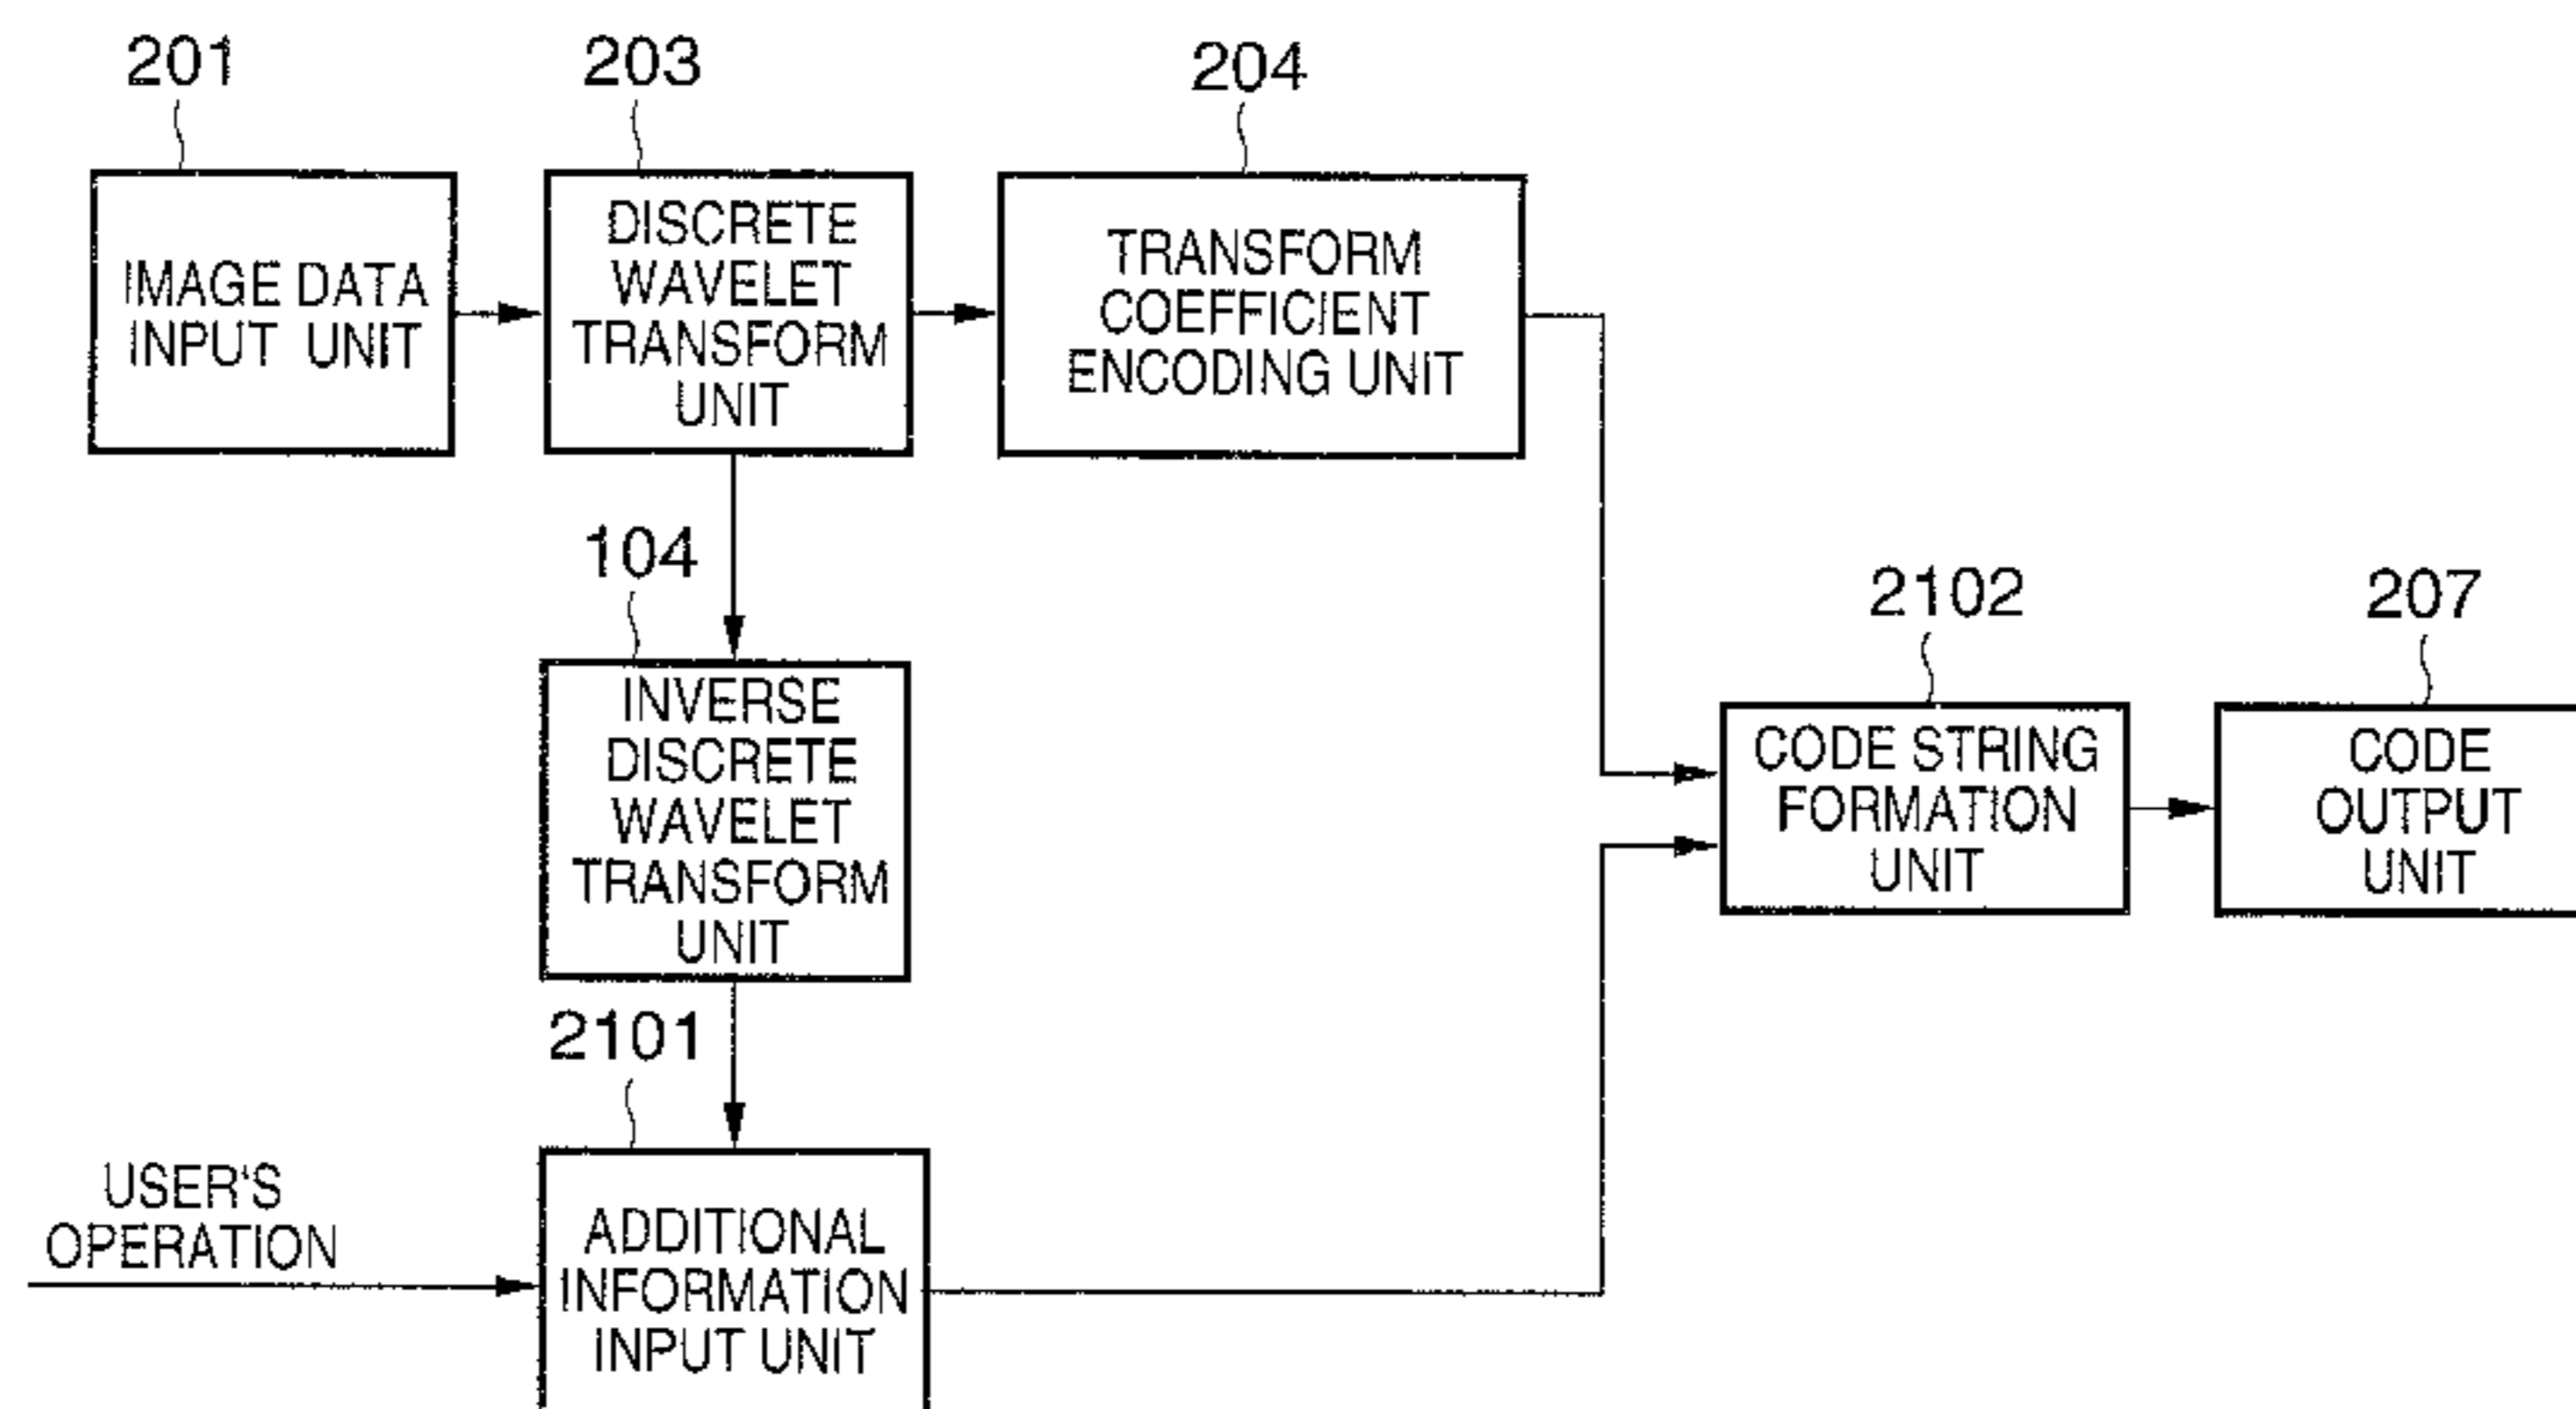 201
203
204
IMAGE DATA
INPUT UNIT
DISCRETE
WAVELET
TRANSFORM
UNIT
TRANSFORM
COEFFICIENT
ENCODING UNIT
104
INVERSE
DISCRETE
WAVELET
TRANSFORM
UNIT
2102
207
CODE STRING
FORMATION
UNIT
CODE
OUTPUT
UNIT
2101
USER'S
OPERATION
ADDITIONAL
INFORMATION
INPUT UNIT